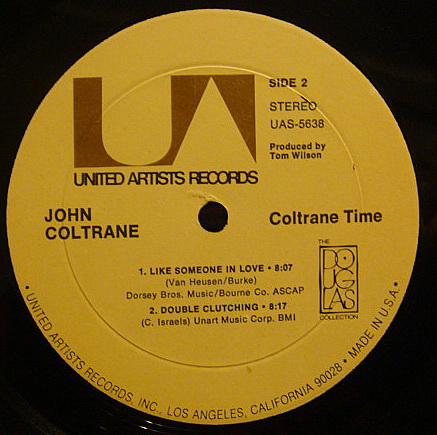 UA
UNITED ARTISTS RECORDS
SIDE 2
STEREO
UAS-5638
Produced by
Tom Wilson
JOHN
COLTRANE
Coltrane Time
1. LIKE SOMEONE IN LOVE • 8:07
(Van Heusen/Burke)
Dorsey Bros. Music/Bourne Co. ASCAP
2. DOUBLE CLUTCHING • 8:17
(C. Israels) Unart Music Corp. BMI
THE
DOUGLAS
COLLECTION
• UNITED ARTISTS RECORDS, INC., LOS ANGELES, CALIFORNIA 90028 • MADE IN U.S.A. •